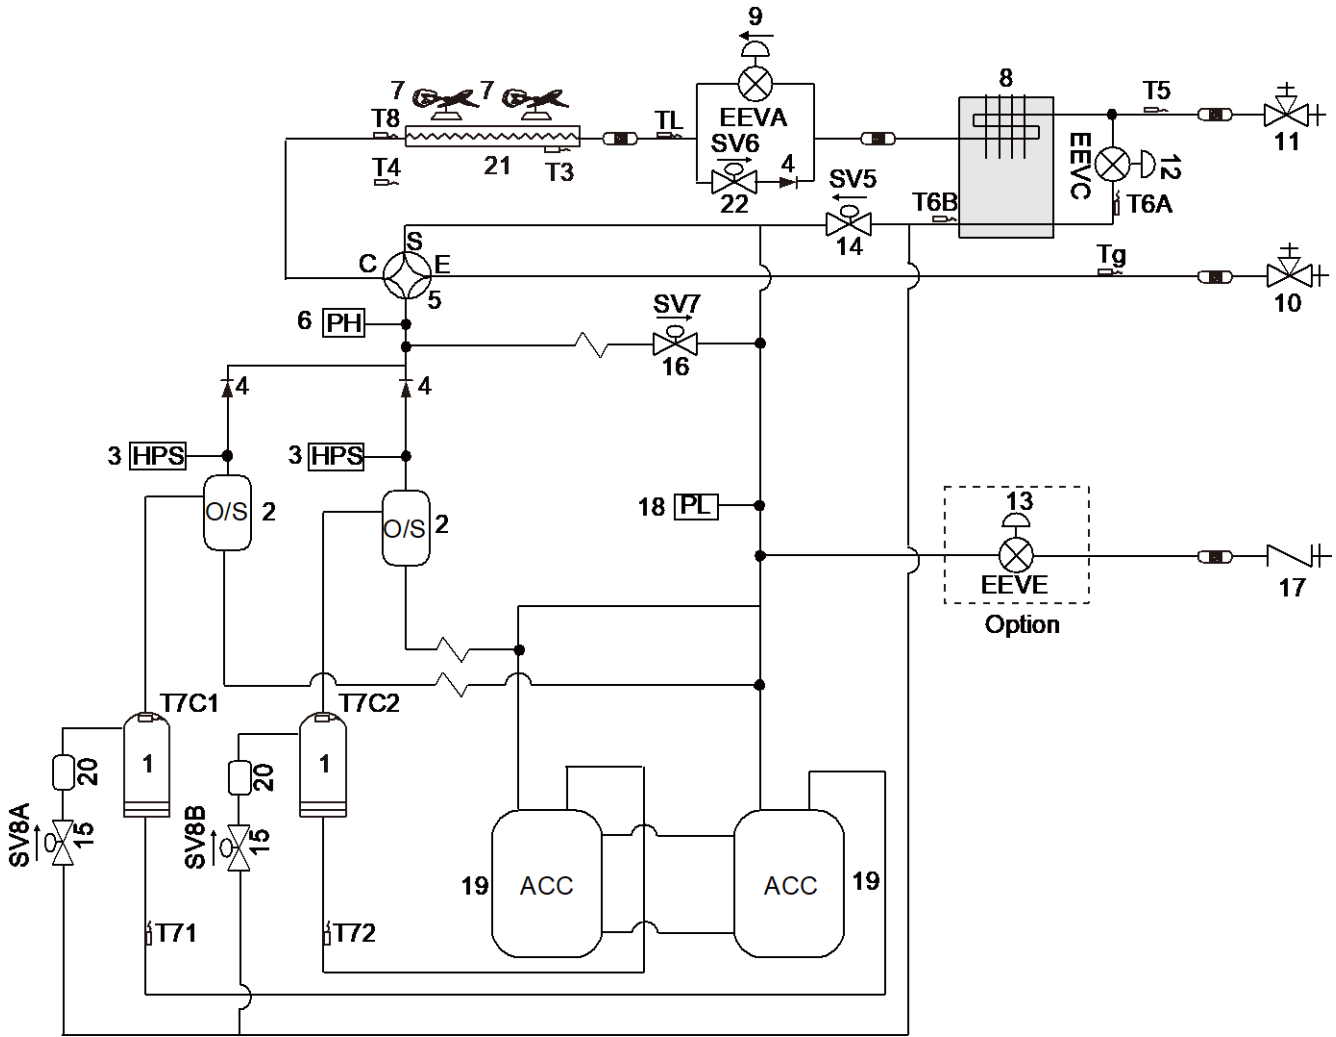 9
7 7
8
T8
TL
EEVA
T5
SV6
4
11
T4
21
T3
22
SV5
EEVC
12
T6B
T6A
14
S
C
E
Tg
5
10
6 PH
SV7
16
4
4
3 HPS
3 HPS
O/S 2
O/S 2
18 PL
13
EEVE
17
Option
T7C1
T7C2
1
1
20
20
SV8A
15
SV8B
15
19
ACC
ACC
19
T71
T72